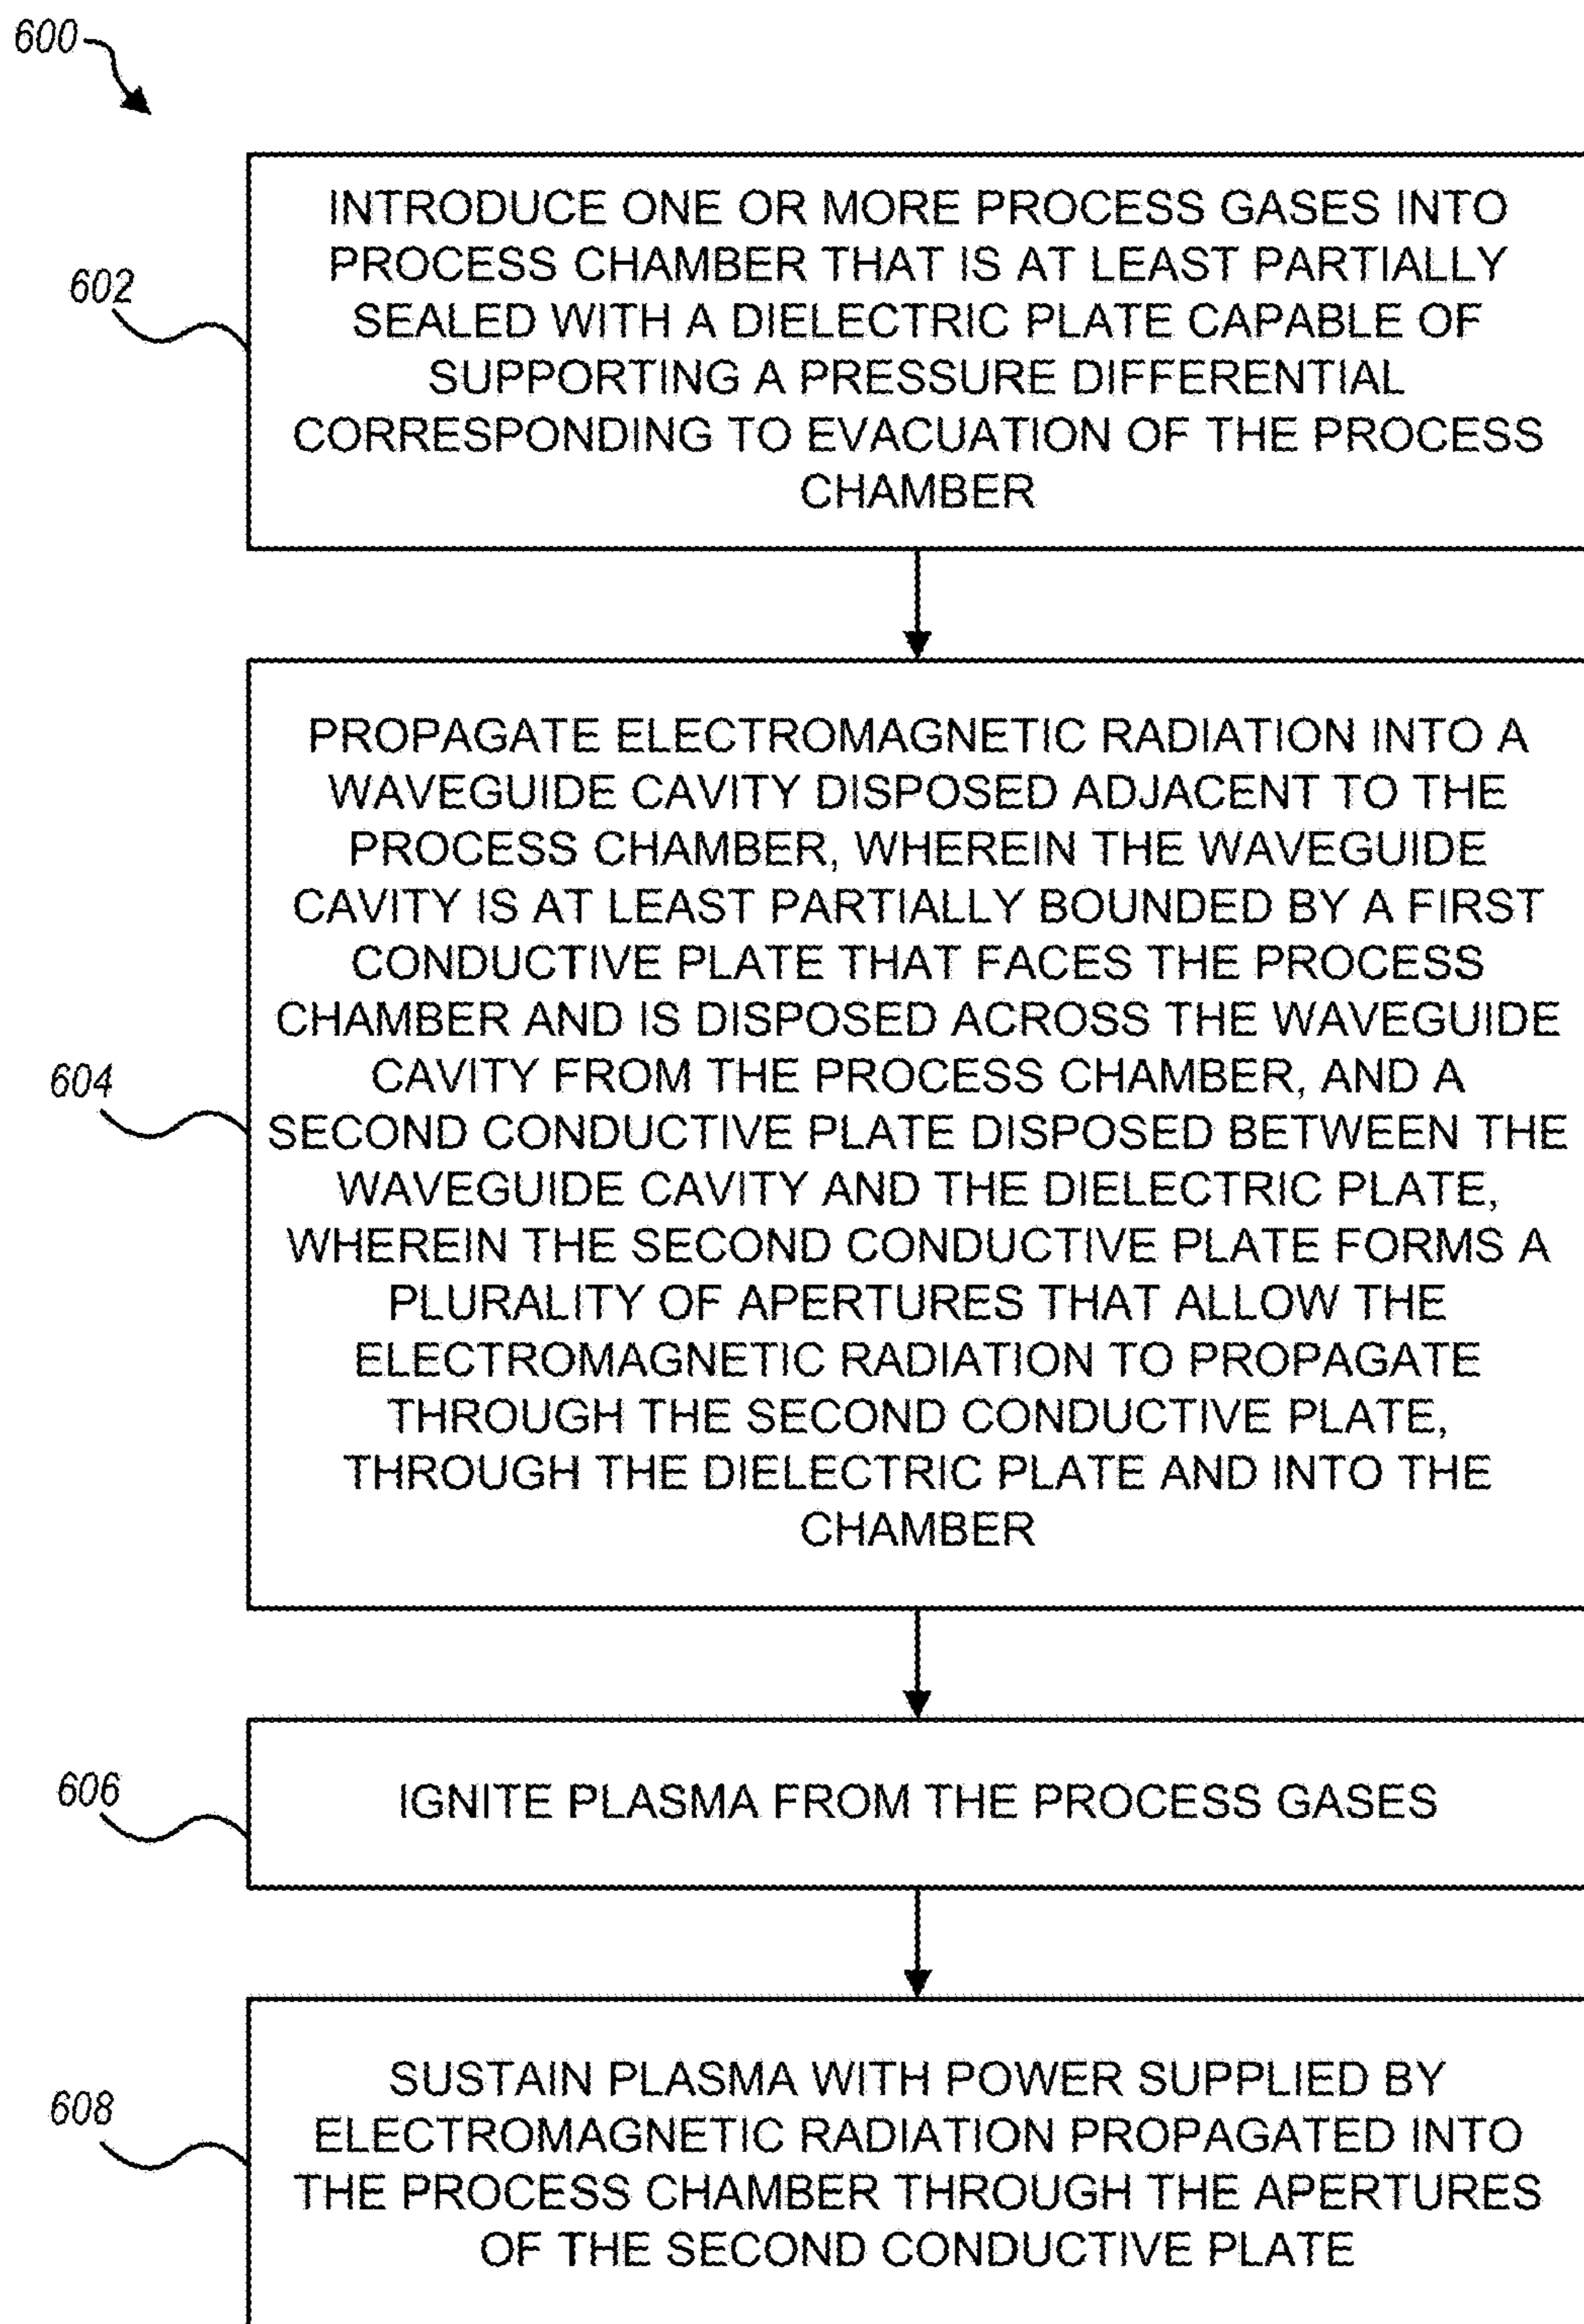 600
602
INTRODUCE ONE OR MORE PROCESS GASES INTO
PROCESS CHAMBER THAT IS AT LEAST PARTIALLY
SEALED WITH A DIELECTRIC PLATE CAPABLE OF
SUPPORTING A PRESSURE DIFFERENTIAL
CORRESPONDING TO EVACUATION OF THE PROCESS
CHAMBER
604
PROPAGATE ELECTROMAGNETIC RADIATION INTO A
WAVEGUIDE CAVITY DISPOSED ADJACENT TO THE
PROCESS CHAMBER, WHEREIN THE WAVEGUIDE
CAVITY IS AT LEAST PARTIALLY BOUNDED BY A FIRST
CONDUCTIVE PLATE THAT FACES THE PROCESS
CHAMBER AND IS DISPOSED ACROSS THE WAVEGUIDE
CAVITY FROM THE PROCESS CHAMBER, AND A
SECOND CONDUCTIVE PLATE DISPOSED BETWEEN THE
WAVEGUIDE CAVITY AND THE DIELECTRIC PLATE,
WHEREIN THE SECOND CONDUCTIVE PLATE FORMS A
PLURALITY OF APERTURES THAT ALLOW THE
ELECTROMAGNETIC RADIATION TO PROPAGATE
THROUGH THE SECOND CONDUCTIVE PLATE,
THROUGH THE DIELECTRIC PLATE AND INTO THE
CHAMBER
606
IGNITE PLASMA FROM THE PROCESS GASES
608
SUSTAIN PLASMA WITH POWER SUPPLIED BY
ELECTROMAGNETIC RADIATION PROPAGATED INTO
THE PROCESS CHAMBER THROUGH THE APERTURES
OF THE SECOND CONDUCTIVE PLATE